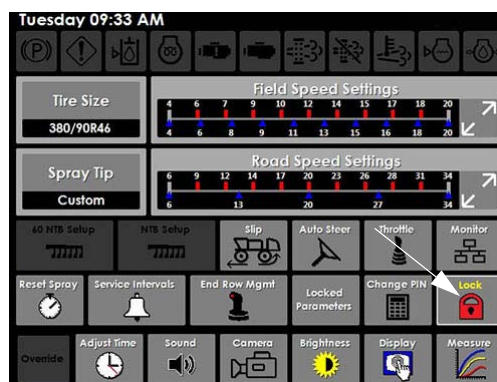 Tuesday 09:33 AM
(P)
Tire Size
380/90R46
Field Speed Settings
4 6 7 9 10 12 14 15 17 18 20
4 6 8 9 11 13 15 16 18 20
Spray Tip
Custom
Road Speed Settings
6 9 12 14 17 20 23 26 28 31 34
6 13 20 27 34
60 NTB Setup
NTB Setup
Slip
Auto Steer
Throttle
Monitor
Reset Spray
Service Intervals
End Row Mgmt
Locked
Parameters
Change PIN
Lock
Override
Adjust Time
Sound
Camera
Brightness
Display
Measure